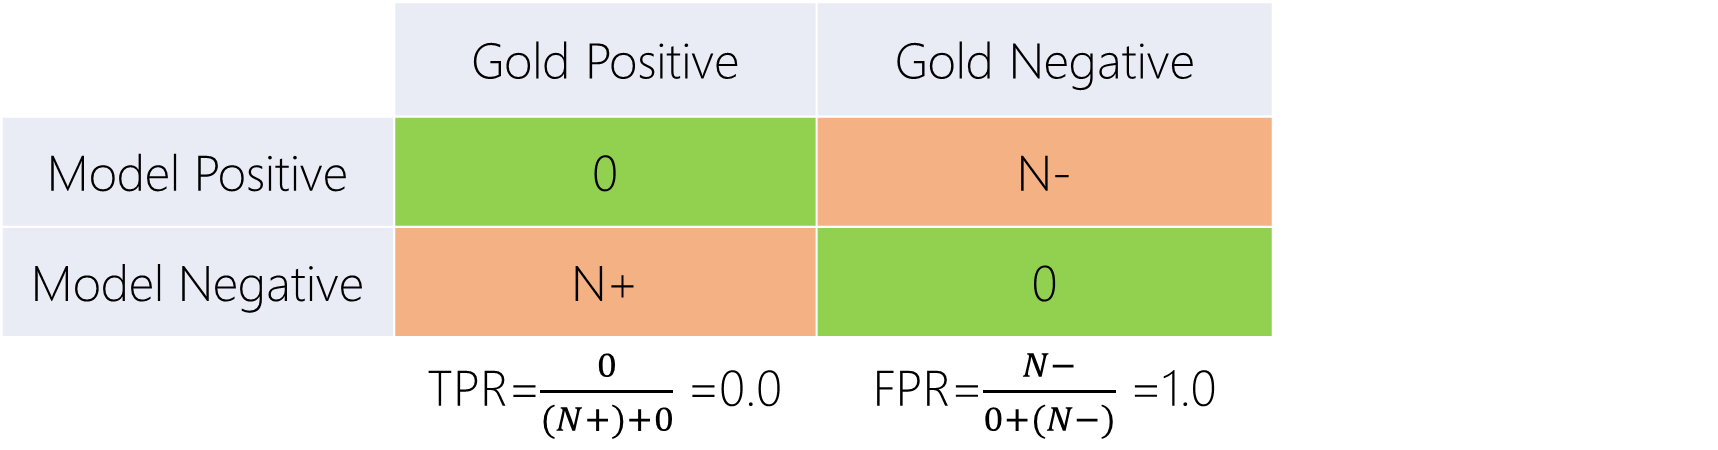 Gold Positive Gold Negative
Model Positive 0 N-
Model Negative N+ 0
TPR=0/((N+)+0) =0.0 FPR=N−/(0+(N−)) =1.0